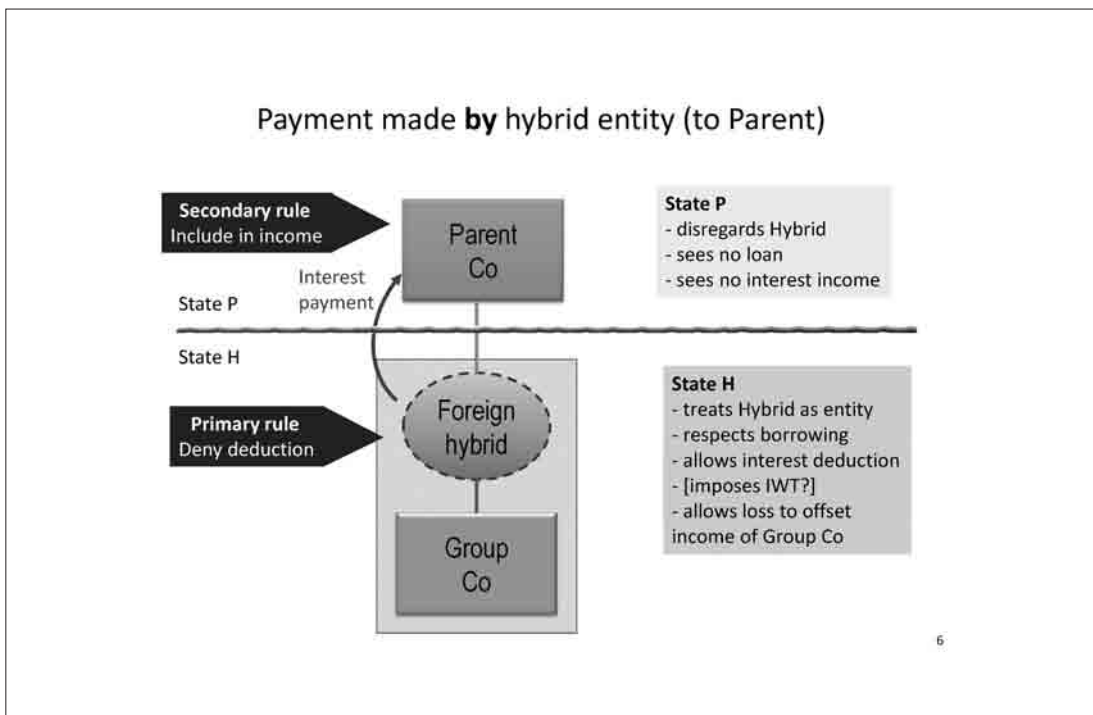 Payment made by hybrid entity (to Parent)
Secondary rule
Include in income
Parent
Co
State P
- disregards Hybrid
- sees no loan
- sees no interest income
Interest
payment
State P
State H
Primary rule
Deny deduction
Foreign
hybrid
State H
- treats Hybrid as entity
- respects borrowing
- allows interest deduction
- [imposes IWT?]
- allows loss to offset
income of Group Co
Group
Co
6